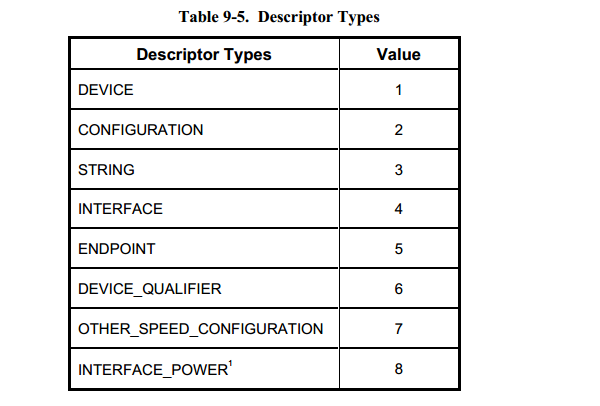 Table 9-5. Descriptor Types
Descriptor Types Value
DEVICE 1
CONFIGURATION 2
STRING 3
INTERFACE 4
ENDPOINT 5
DEVICE_QUALIFIER 6
OTHER_SPEED_CONFIGURATION 7
INTERFACE_POWER¹ 8